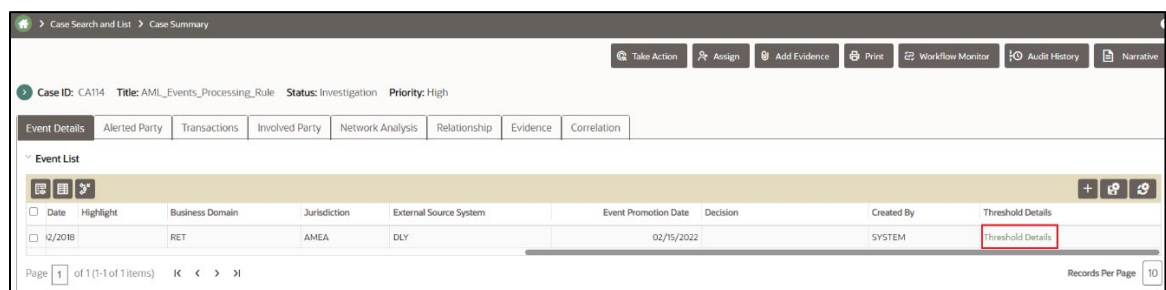 > Case Search and List > Case Summary
Take Action Assign Add Evidence Print Workflow Monitor Audit History Narrative
Case ID: CA114 Title: AML_Events_Processing_Rule Status: Investigation Priority: High
Event Details Alerted Party Transactions Involved Party Network Analysis Relationship Evidence Correlation
Event List
Date Highlight Business Domain Jurisdiction External Source System Event Promotion Date Decision Created By Threshold Details
12/2018 RET AMEA DLY 02/15/2022 SYSTEM Threshold Details
Page 1 of 1 (1-1 of 1 items) Records Per Page 10